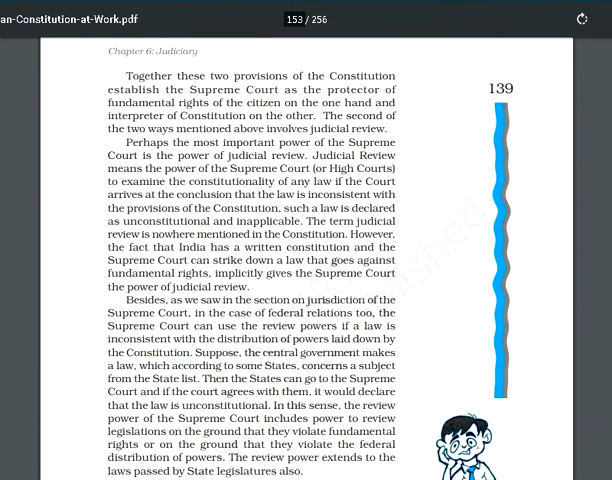 an-Constitution-at-Work.pdf
153 / 256
Chapter 6: Judiciary
139
Together these two provisions of the Constitution
establish the Supreme Court as the protector of
fundamental rights of the citizen on the one hand and
interpreter of Constitution on the other. The second of
the two ways mentioned above involves judicial review.
Perhaps the most important power of the Supreme
Court is the power of judicial review. Judicial Review
means the power of the Supreme Court (or High Courts)
to examine the constitutionality of any law if the Court
arrives at the conclusion that the law is inconsistent with
the provisions of the Constitution, such a law is declared
as unconstitutional and inapplicable. The term judicial
review is nowhere mentioned in the Constitution. However,
the fact that India has a written constitution and the
Supreme Court can strike down a law that goes against
fundamental rights, implicitly gives the Supreme Court
the power of judicial review.
Besides, as we saw in the section on jurisdiction of the
Supreme Court, in the case of federal relations too, the
Supreme Court can use the review powers if a law is
inconsistent with the distribution of powers laid down by
the Constitution. Suppose, the central government makes
a law, which according to some States, concerns a subject
from the State list. Then the States can go to the Supreme
Court and if the court agrees with them, it would declare
that the law is unconstitutional. In this sense, the review
power of the Supreme Court includes power to review
legislations on the ground that they violate fundamental
rights or on the ground that they violate the federal
distribution of powers. The review power extends to the
laws passed by State legislatures also.